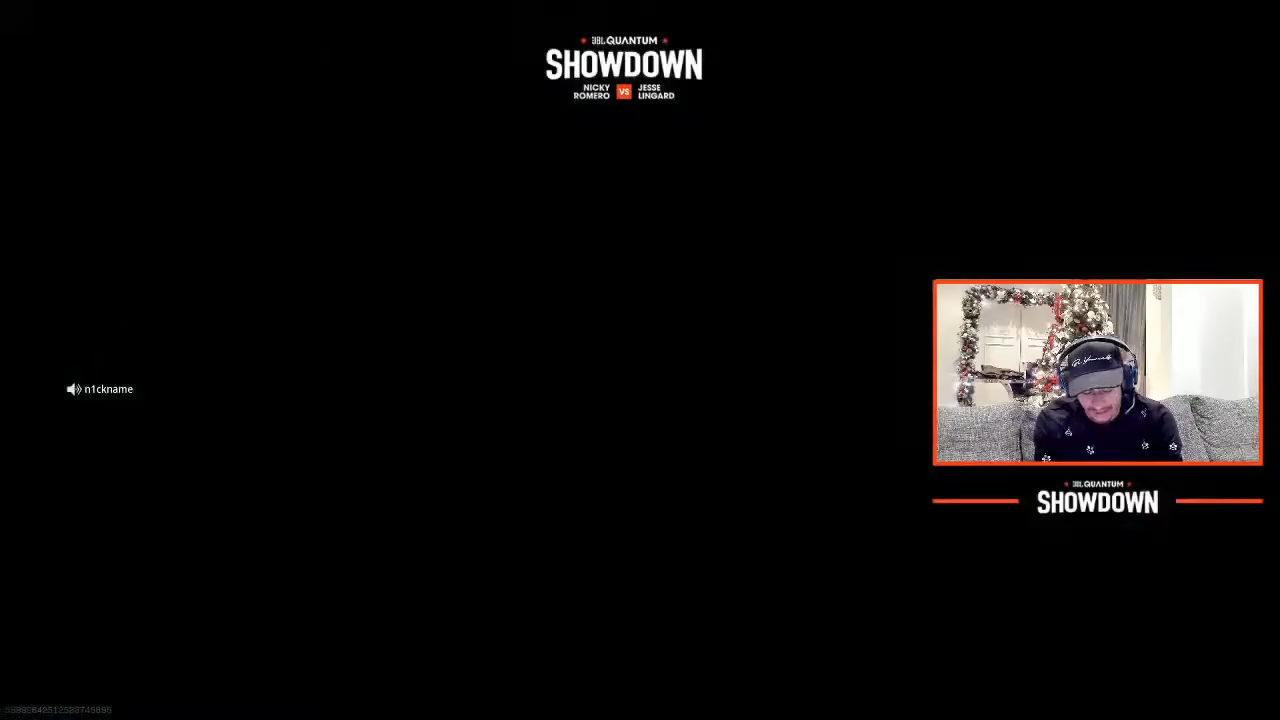 JBL QUANTUM
SHOWDOWN
NICKY ROMERO VS JESSE LINGARD
n1ckname
JBL QUANTUM
SHOWDOWN